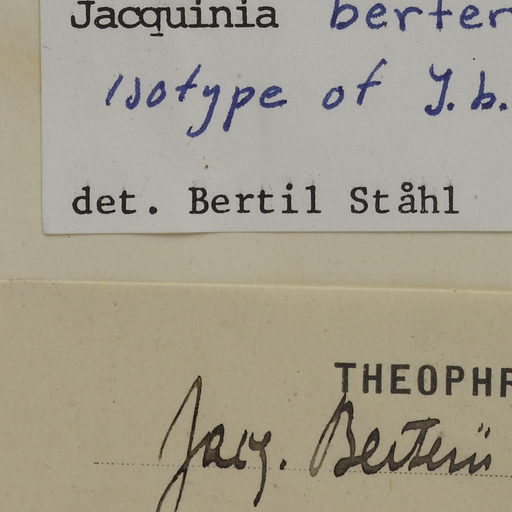 Jacquinia berter
Isotype of J. b.
det. Bertil Ståhl
THEOPHR
Jacq. Berterii